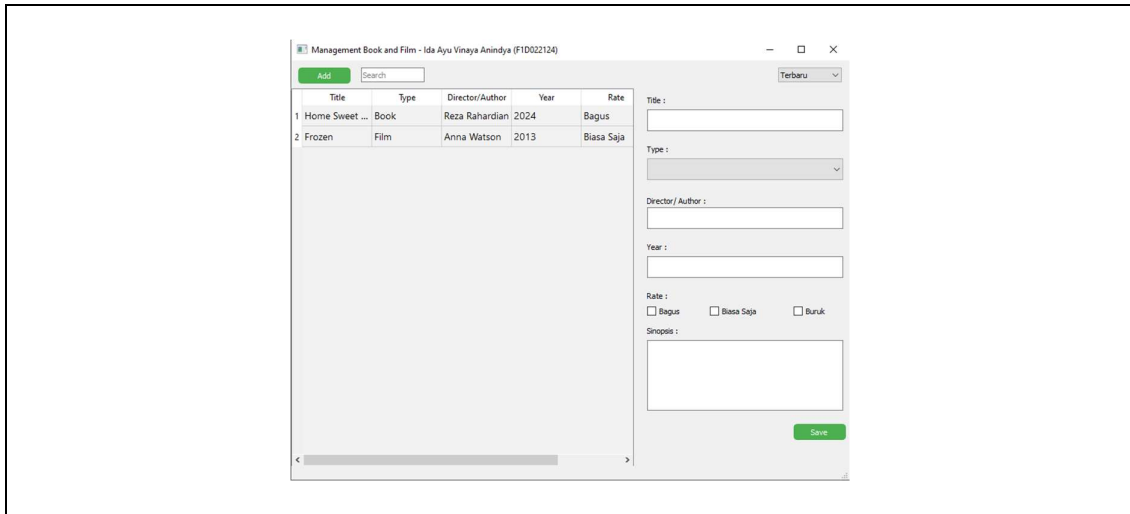 Management Book and Film - Ida Ayu Vinaya Anindya (F1D022124)
Add Search Terbaru
Title Type Director/Author Year Rate
1 Home Sweet ... Book Reza Rahardian 2024 Bagus
2 Frozen Film Anna Watson 2013 Biasa Saja
Title :
Type :
Director/ Author :
Year :
Rate :
Bagus Biasa Saja Buruk
Sinopsis :
Save